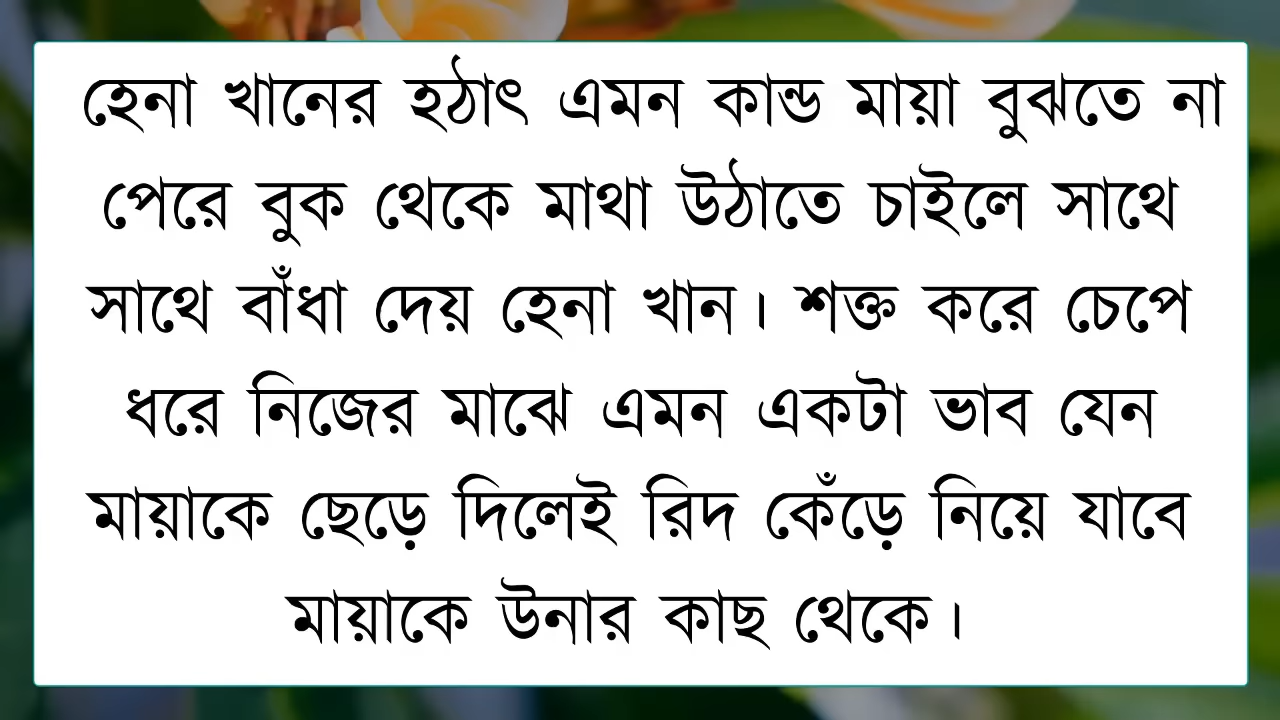 হেনা খানের হঠাৎ এমন কান্ড মায়া বুঝতে না
পেরে বুক থেকে মাথা উঠাতে চাইলে সাথে
সাথে বাঁধা দেয় হেনা খান। শক্ত করে চেপে
ধরে নিজের মাঝে এমন একটা ভাব যেন
মায়াকে ছেড়ে দিলেই রিদ কেঁড়ে নিয়ে যাবে
মায়াকে উনার কাছ থেকে।